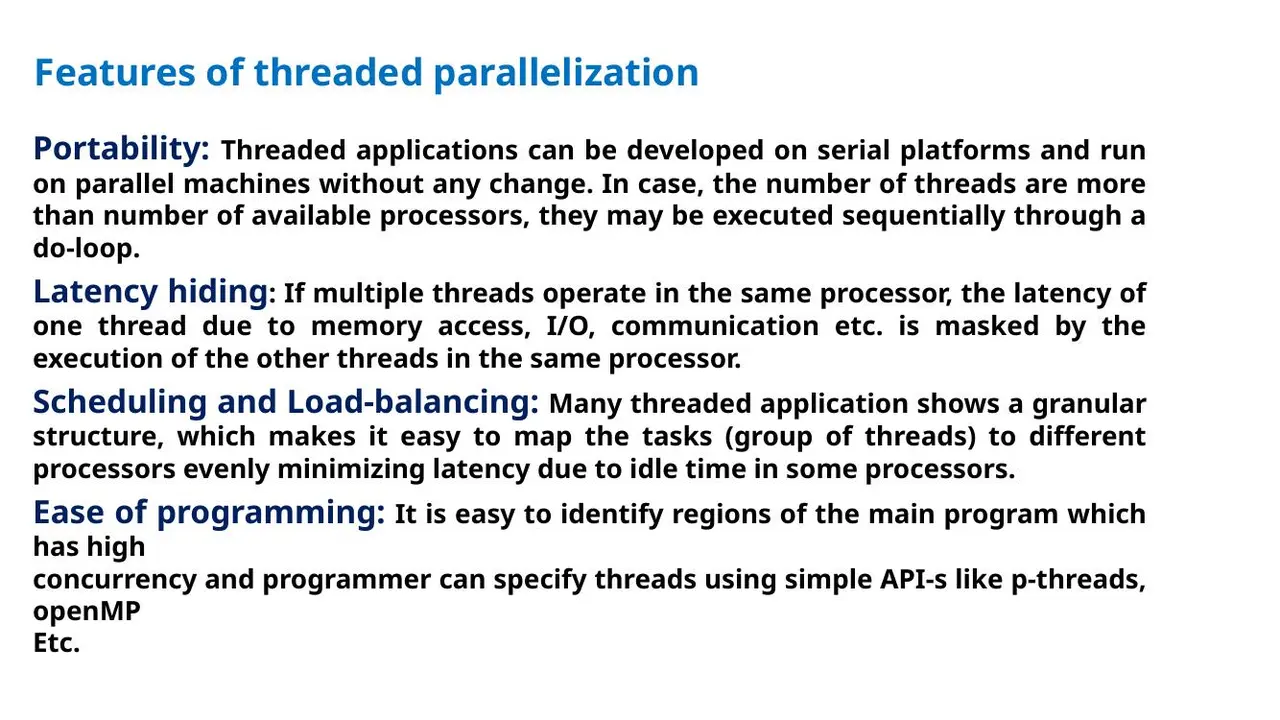 Features of threaded parallelization
Portability: Threaded applications can be developed on serial platforms and run
on parallel machines without any change. In case, the number of threads are more
than number of available processors, they may be executed sequentially through a
do-loop.
Latency hiding: If multiple threads operate in the same processor, the latency of
one thread due to memory access, I/O, communication etc. is masked by the
execution of the other threads in the same processor.
Scheduling and Load-balancing: Many threaded application shows a granular
structure, which makes it easy to map the tasks (group of threads) to different
processors evenly minimizing latency due to idle time in some processors.
Ease of programming: It is easy to identify regions of the main program which
has high
concurrency and programmer can specify threads using simple API-s like p-threads,
openMP
Etc.